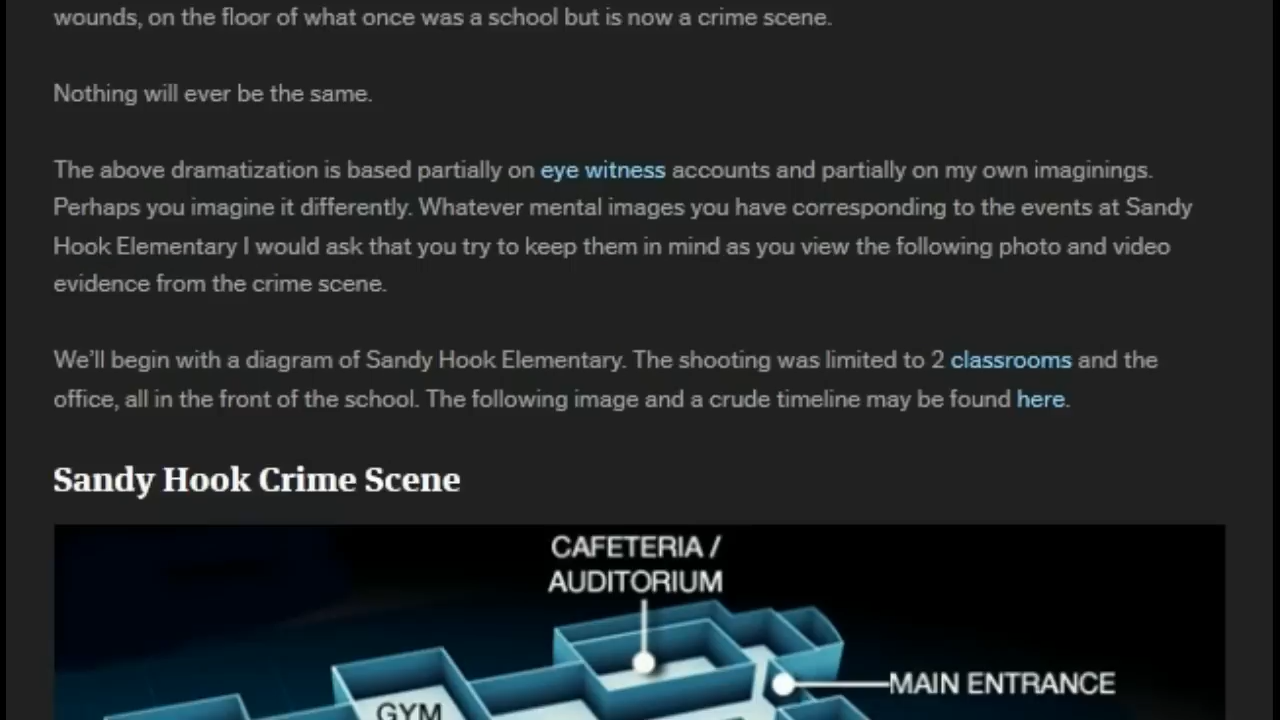 wounds, on the floor of what once was a school but is now a crime scene.
Nothing will ever be the same.
The above dramatization is based partially on eye witness accounts and partially on my own imaginings.
Perhaps you imagine it differently. Whatever mental images you have corresponding to the events at Sandy
Hook Elementary I would ask that you try to keep them in mind as you view the following photo and video
evidence from the crime scene.
We'll begin with a diagram of Sandy Hook Elementary. The shooting was limited to 2 classrooms and the
office, all in the front of the school. The following image and a crude timeline may be found here.
Sandy Hook Crime Scene
CAFETERIA /
AUDITORIUM
MAIN ENTRANCE
GYM